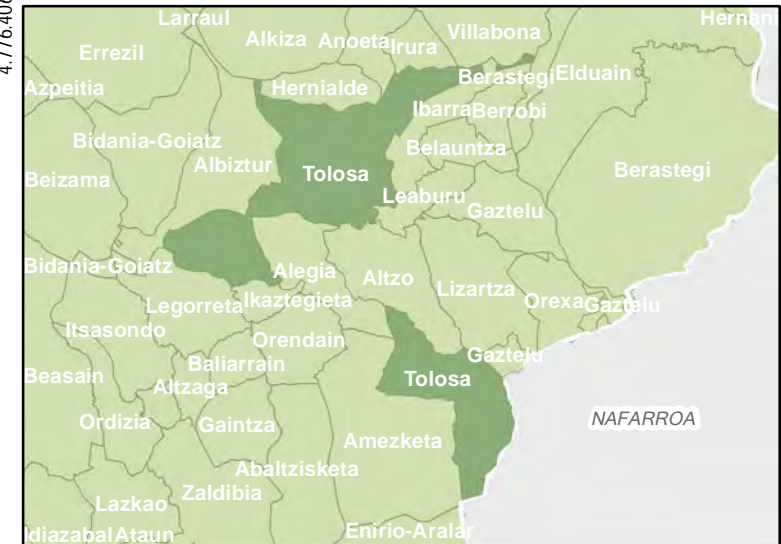 4.776.406
Larraul
Hernani
Errezil
Alkiza
Anoeta
Irura
Villabona
Azpeitia
Hernialde
Berastegi
Elduain
Ibarra
Berrobi
Bidania-Goiatz
Albiztur
Belauntza
Beizama
Tolosa
Berastegi
Leaburu
Gaztelu
Bidania-Goiatz
Alegia
Altzo
Legorreta
Ikaztegieta
Lizartza
Orexa
Gaztelu
Itsasondo
Orendain
Gaztelu
Baliarrain
Beasain
Altzaga
Tolosa
Ordizia
Gaintza
Amezketa
NAFARROA
Abaltzisketa
Lazkao
Zaldibia
Idiazabal
Ataun
Enirio-Aralar